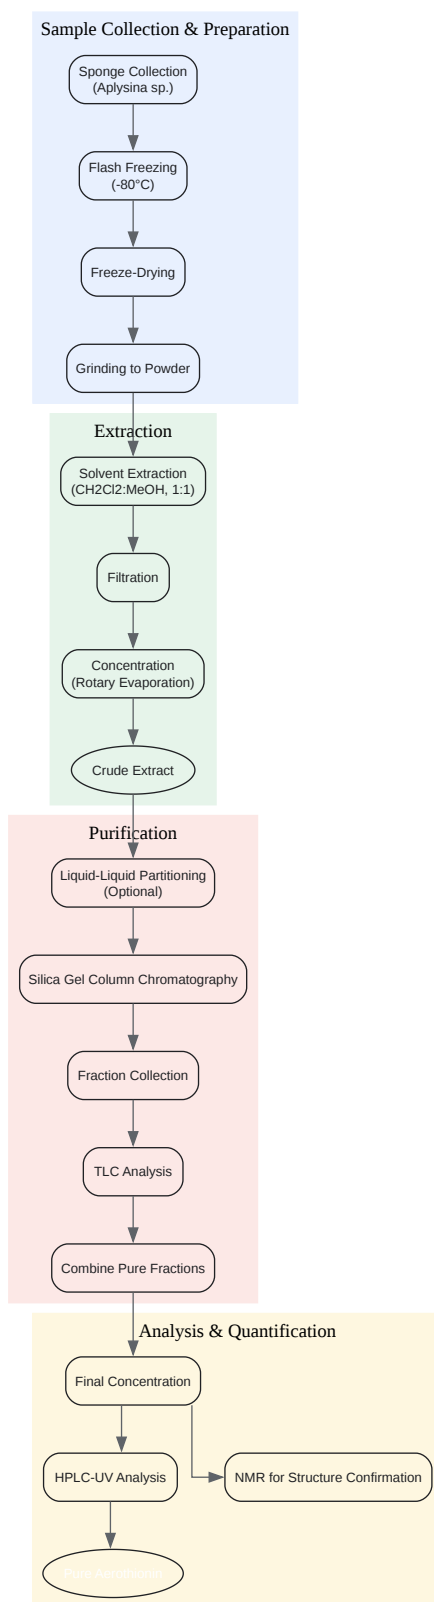 Sample Collection & Preparation
Sponge Collection
(Aplysina sp.)
Flash Freezing
(-80°C)
Freeze-Drying
Grinding to Powder
Extraction
Solvent Extraction
(CH2Cl2:MeOH, 1:1)
Filtration
Concentration
(Rotary Evaporation)
Crude Extract
Purification
Liquid-Liquid Partitioning
(Optional)
Silica Gel Column Chromatography
Fraction Collection
TLC Analysis
Combine Pure Fractions
Analysis & Quantification
Final Concentration
HPLC-UV Analysis
NMR for Structure Confirmation
Pure Aerothionin